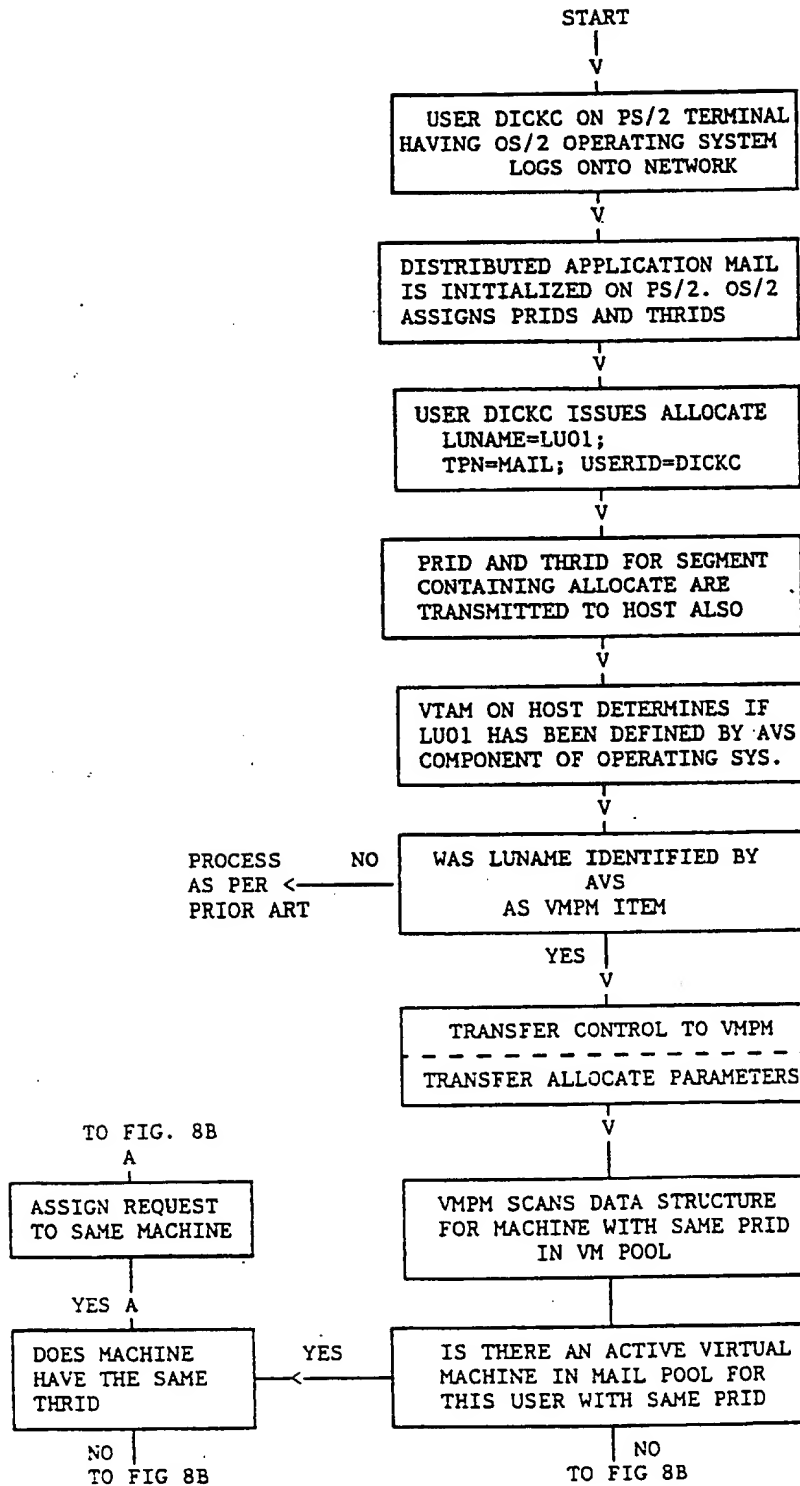 START
V
USER DICKC ON PS/2 TERMINAL
HAVING OS/2 OPERATING SYSTEM
LOGS ONTO NETWORK
V
DISTRIBUTED APPLICATION MAIL
IS INITIALIZED ON PS/2. OS/2
ASSIGNS PRIDS AND THRIDS
V
USER DICKC ISSUES ALLOCATE
LUNAME=LU01;
TPN=MAIL; USERID=DICKC
V
PRID AND THRID FOR SEGMENT
CONTAINING ALLOCATE ARE
TRANSMITTED TO HOST ALSO
V
VTAM ON HOST DETERMINES IF
LU01 HAS BEEN DEFINED BY AVS
COMPONENT OF OPERATING SYS.
V
WAS LUNAME IDENTIFIED BY
AVS
AS VMPM ITEM
NO
PROCESS
AS PER <
PRIOR ART
YES
V
TRANSFER CONTROL TO VMPM
TRANSFER ALLOCATE PARAMETERS
V
VMPM SCANS DATA STRUCTURE
FOR MACHINE WITH SAME PRID
IN VM POOL
IS THERE AN ACTIVE VIRTUAL
MACHINE IN MAIL POOL FOR
THIS USER WITH SAME PRID
NO
TO FIG 8B
YES
<
DOES MACHINE
HAVE THE SAME
THRID
NO
TO FIG 8B
YES A
ASSIGN REQUEST
TO SAME MACHINE
A
TO FIG. 8B